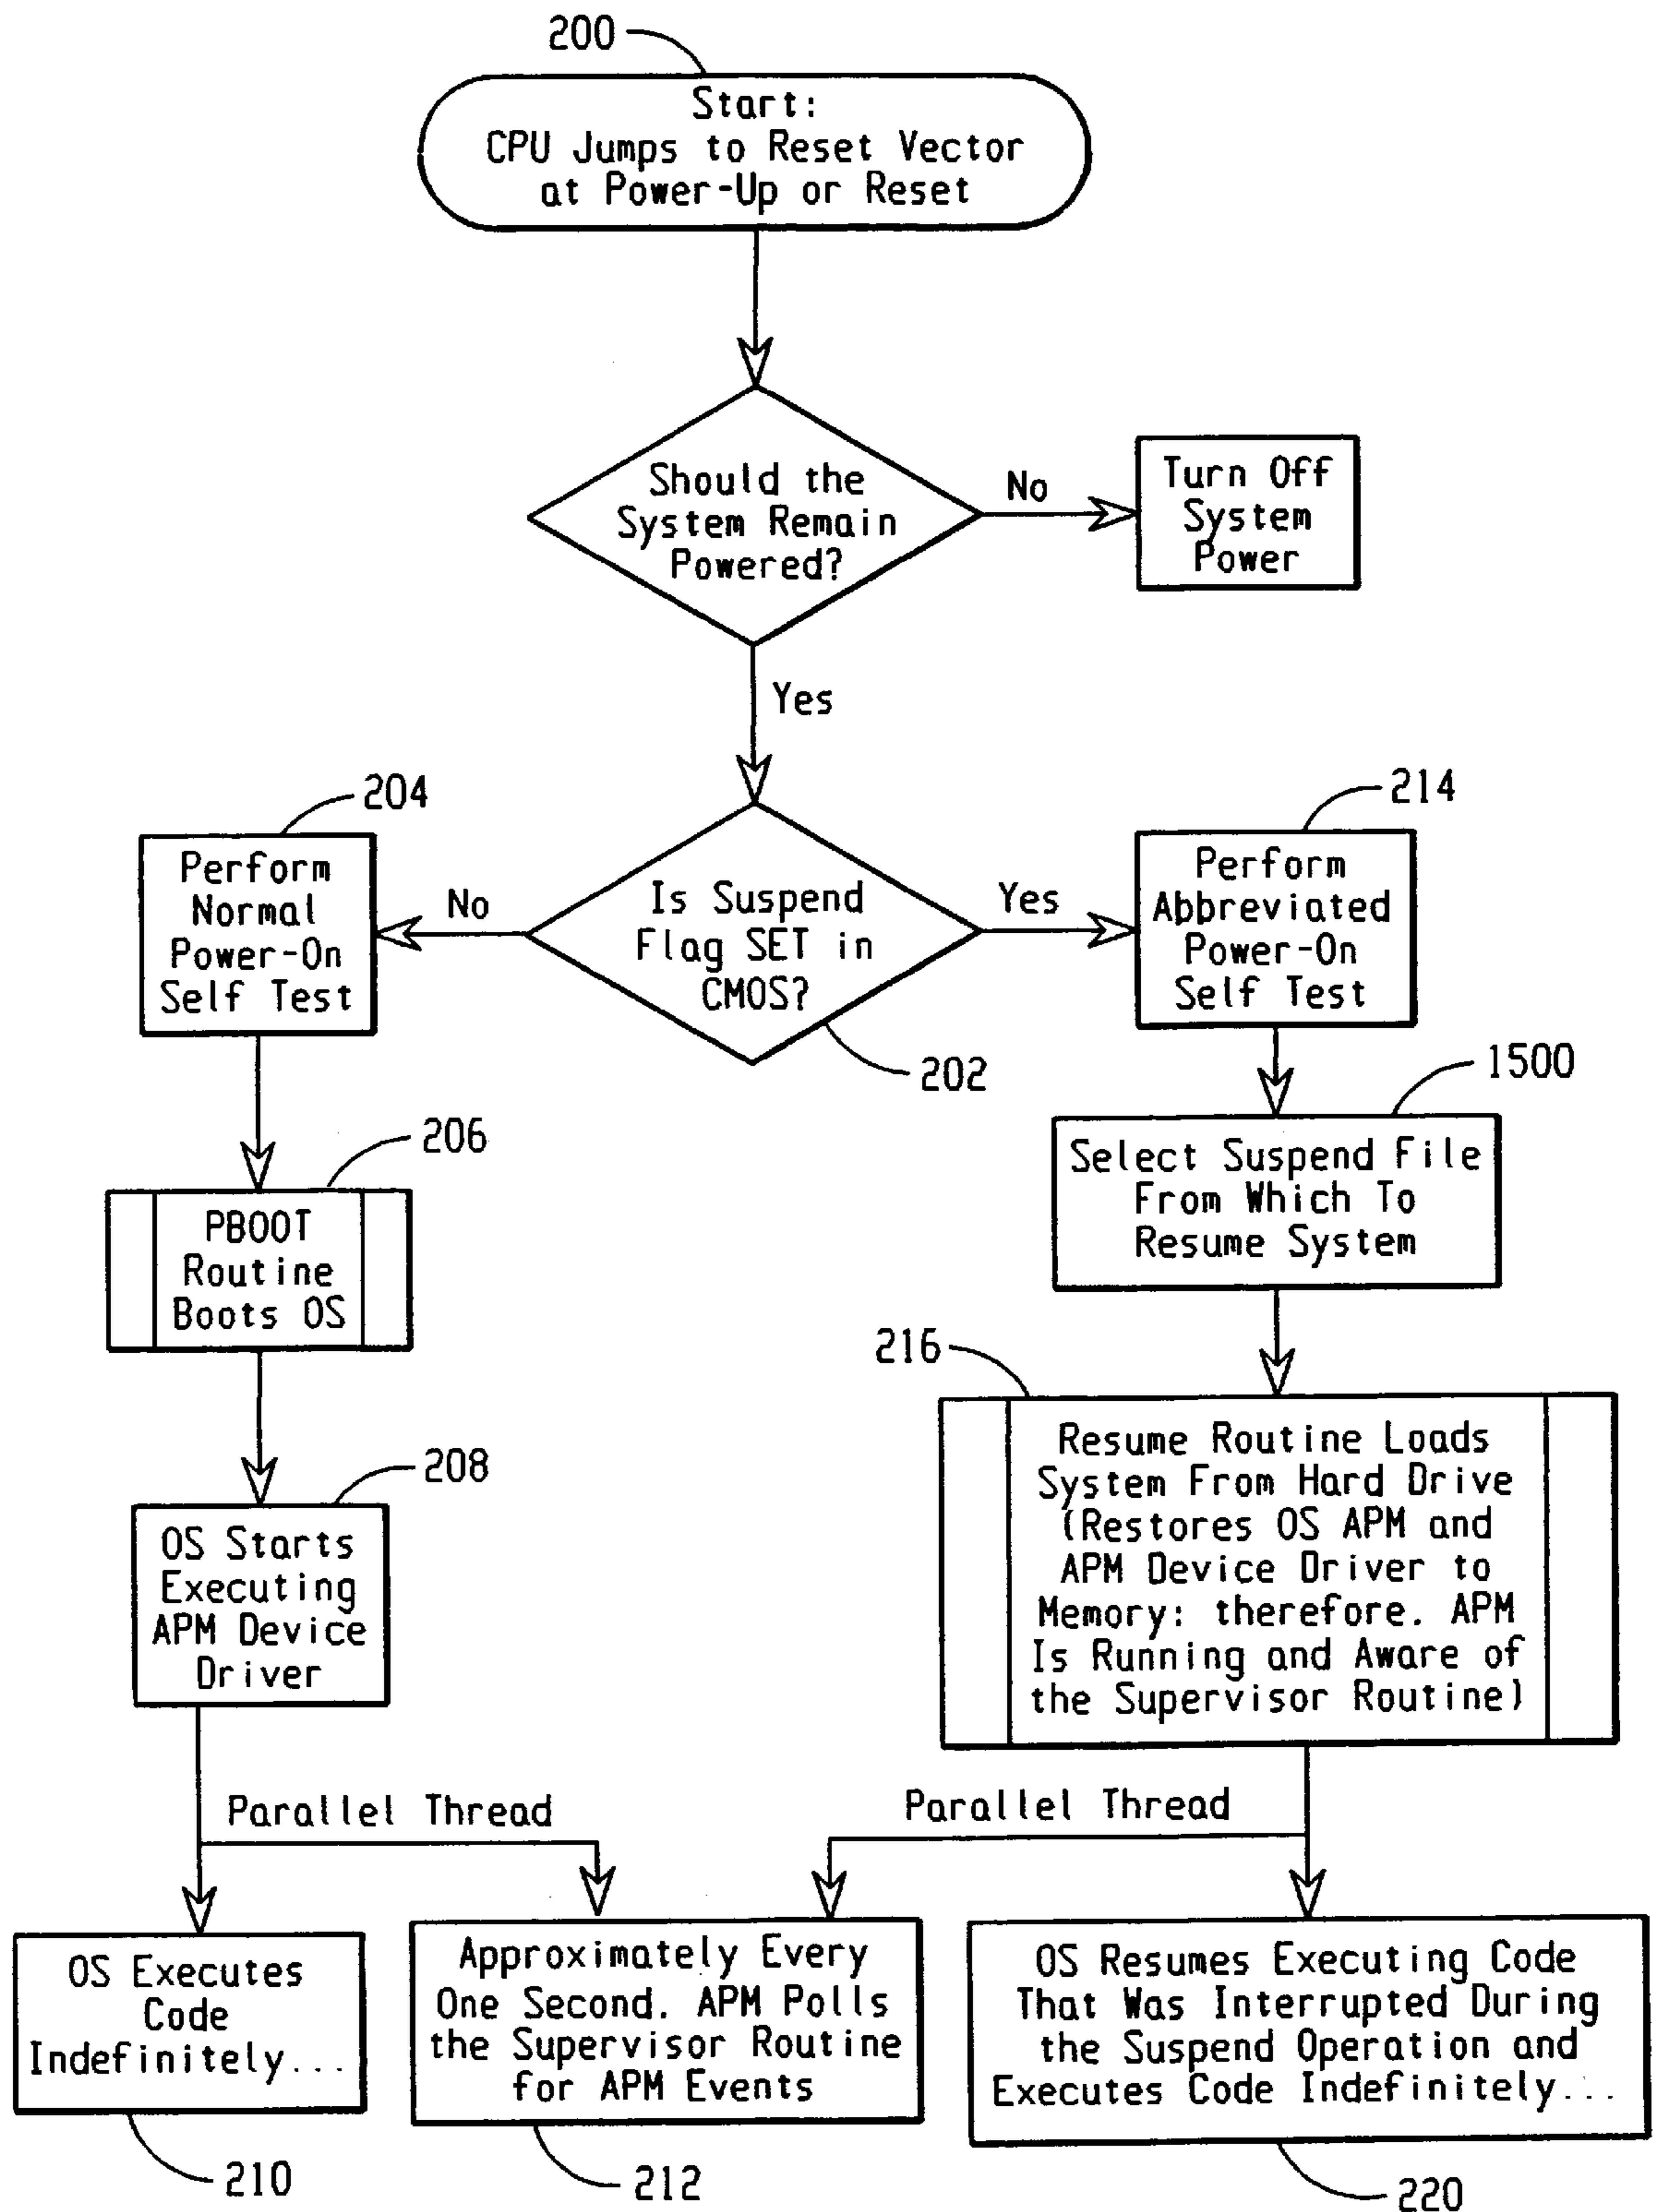 200
Start:
CPU Jumps to Reset Vector
at Power-Up or Reset
Should the
System Remain
Powered?
No
Turn Off
System
Power
Yes
204
Perform
Normal
Power-On
Self Test
No
Is Suspend
Flag SET in
CMOS?
202
Yes
214
Perform
Abbreviated
Power-On
Self Test
1500
Select Suspend File
From Which To
Resume System
206
PBOOT
Routine
Boots OS
216
Resume Routine Loads
System From Hard Drive
(Restores OS APM and
APM Device Driver to
Memory: therefore. APM
Is Running and Aware of
the Supervisor Routine)
208
OS Starts
Executing
APM Device
Driver
Parallel Thread
Parallel Thread
OS Executes
Code
Indefinitely...
210
Approximately Every
One Second. APM Polls
the Supervisor Routine
for APM Events
212
OS Resumes Executing Code
That Was Interrupted During
the Suspend Operation and
Executes Code Indefinitely...
220